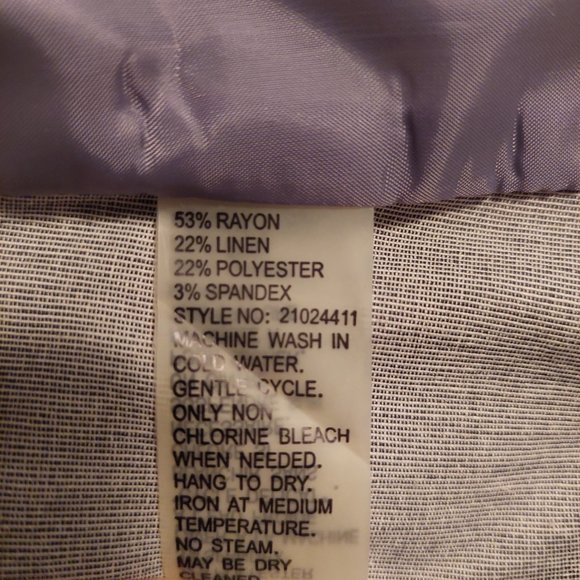 53% RAYON
22% LINEN
22% POLYESTER
3% SPANDEX
STYLE NO: 21024411
MACHINE WASH IN
COLD WATER.
GENTLE CYCLE.
ONLY NON
CHLORINE BLEACH
WHEN NEEDED.
HANG TO DRY.
IRON AT MEDIUM
TEMPERATURE.
NO STEAM.
MAY BE DRY
CLEANED